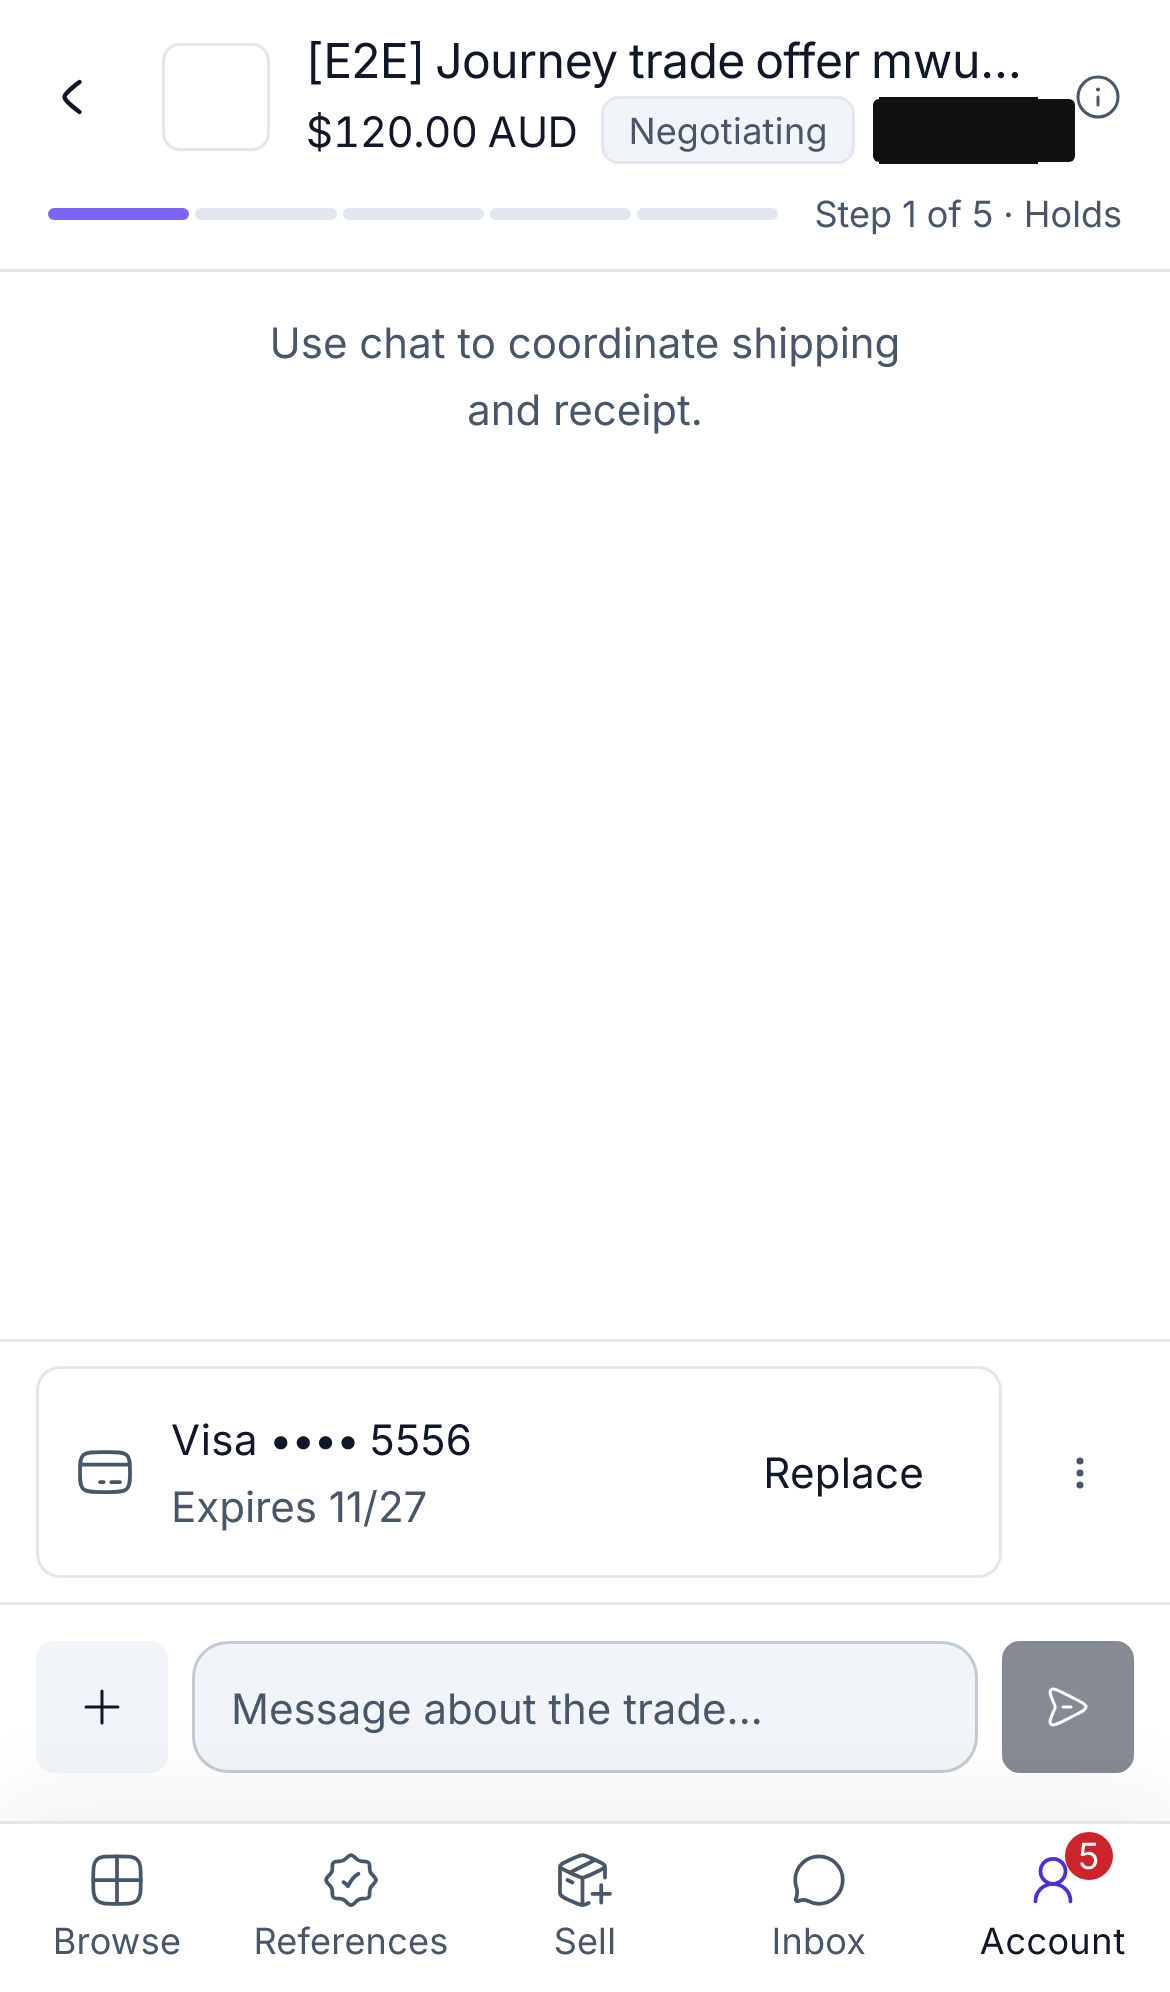 [E2E] Journey trade offer mwu...
$120.00 AUD Negotiating
Step 1 of 5 · Holds
Use chat to coordinate shipping
and receipt.
Visa •••• 5556
Expires 11/27
Replace
Message about the trade...
5
Browse References Sell Inbox Account